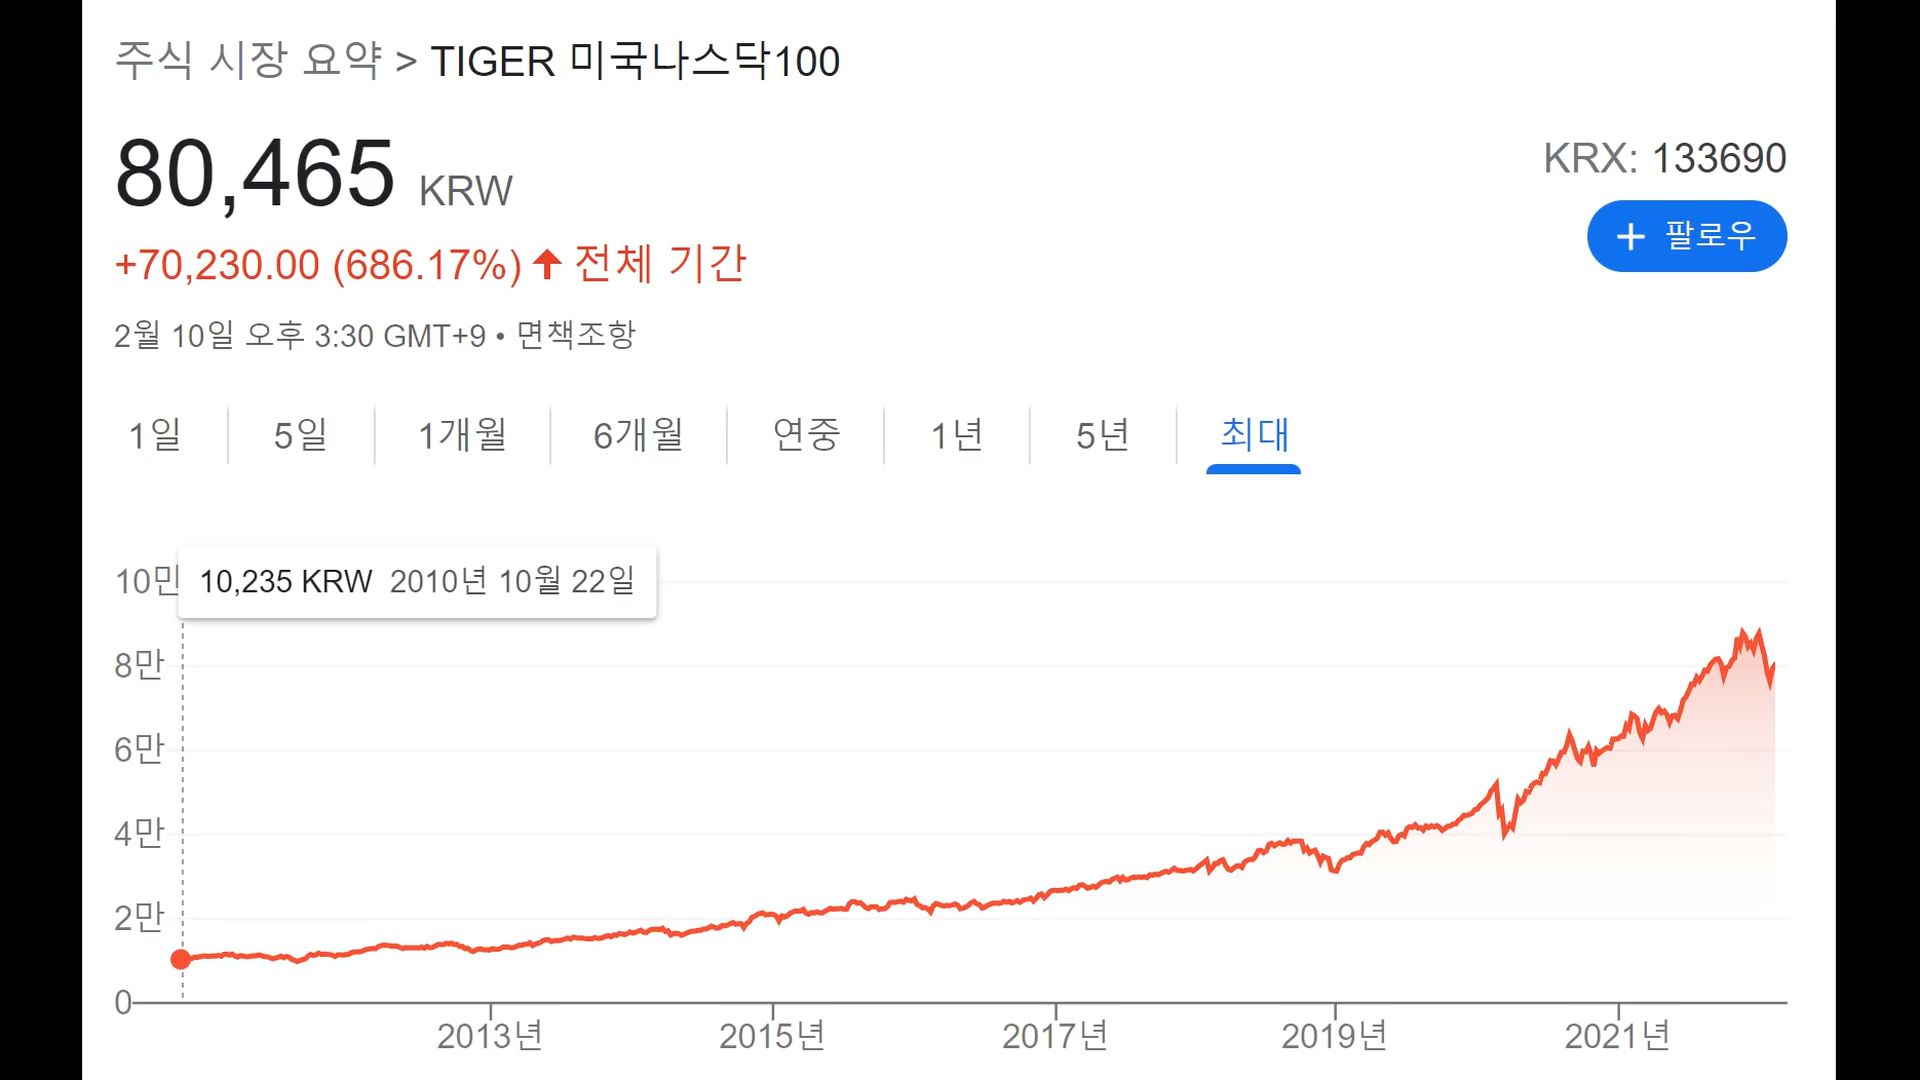 주식 시장 요약 > TIGER 미국나스닥100
80,465 KRW
KRX: 133690
+70,230.00 (686.17%) ↑ 전체 기간
+ 팔로우
2월 10일 오후 3:30 GMT+9 • 면책조항
1일 5일 1개월 6개월 연중 1년 5년 최대
10만
10,235 KRW 2010년 10월 22일
8만
6만
4만
2만
0
2013년 2015년 2017년 2019년 2021년